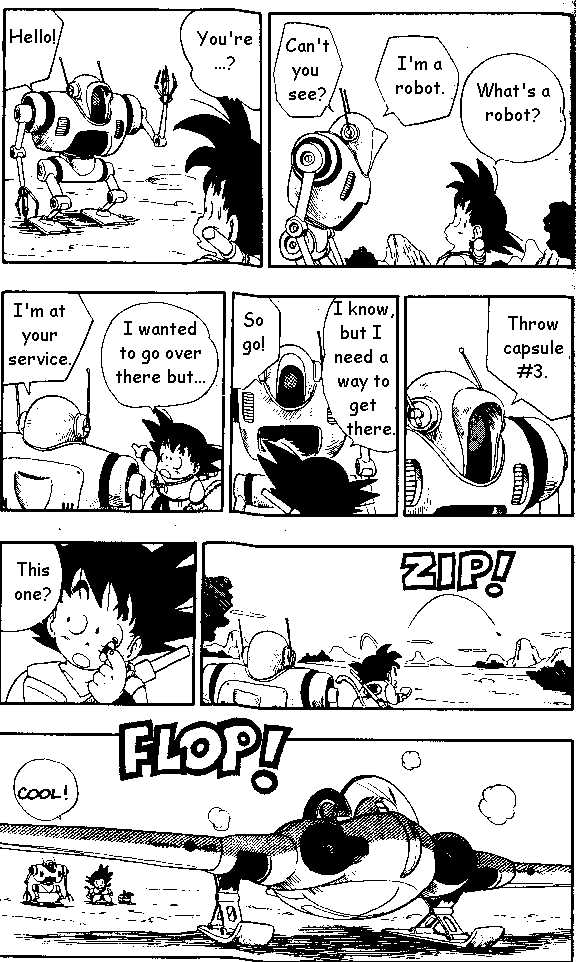 Hello!
You're
...?
Can't
you
see?
I'm a
robot.
What's a
robot?
I'm at
your
service.
I wanted
to go over
there but...
So
go!
I know,
but I
need a
way to
get
there.
Throw
capsule
#3.
This
one?
ZIP!
FLOP!
COOL!